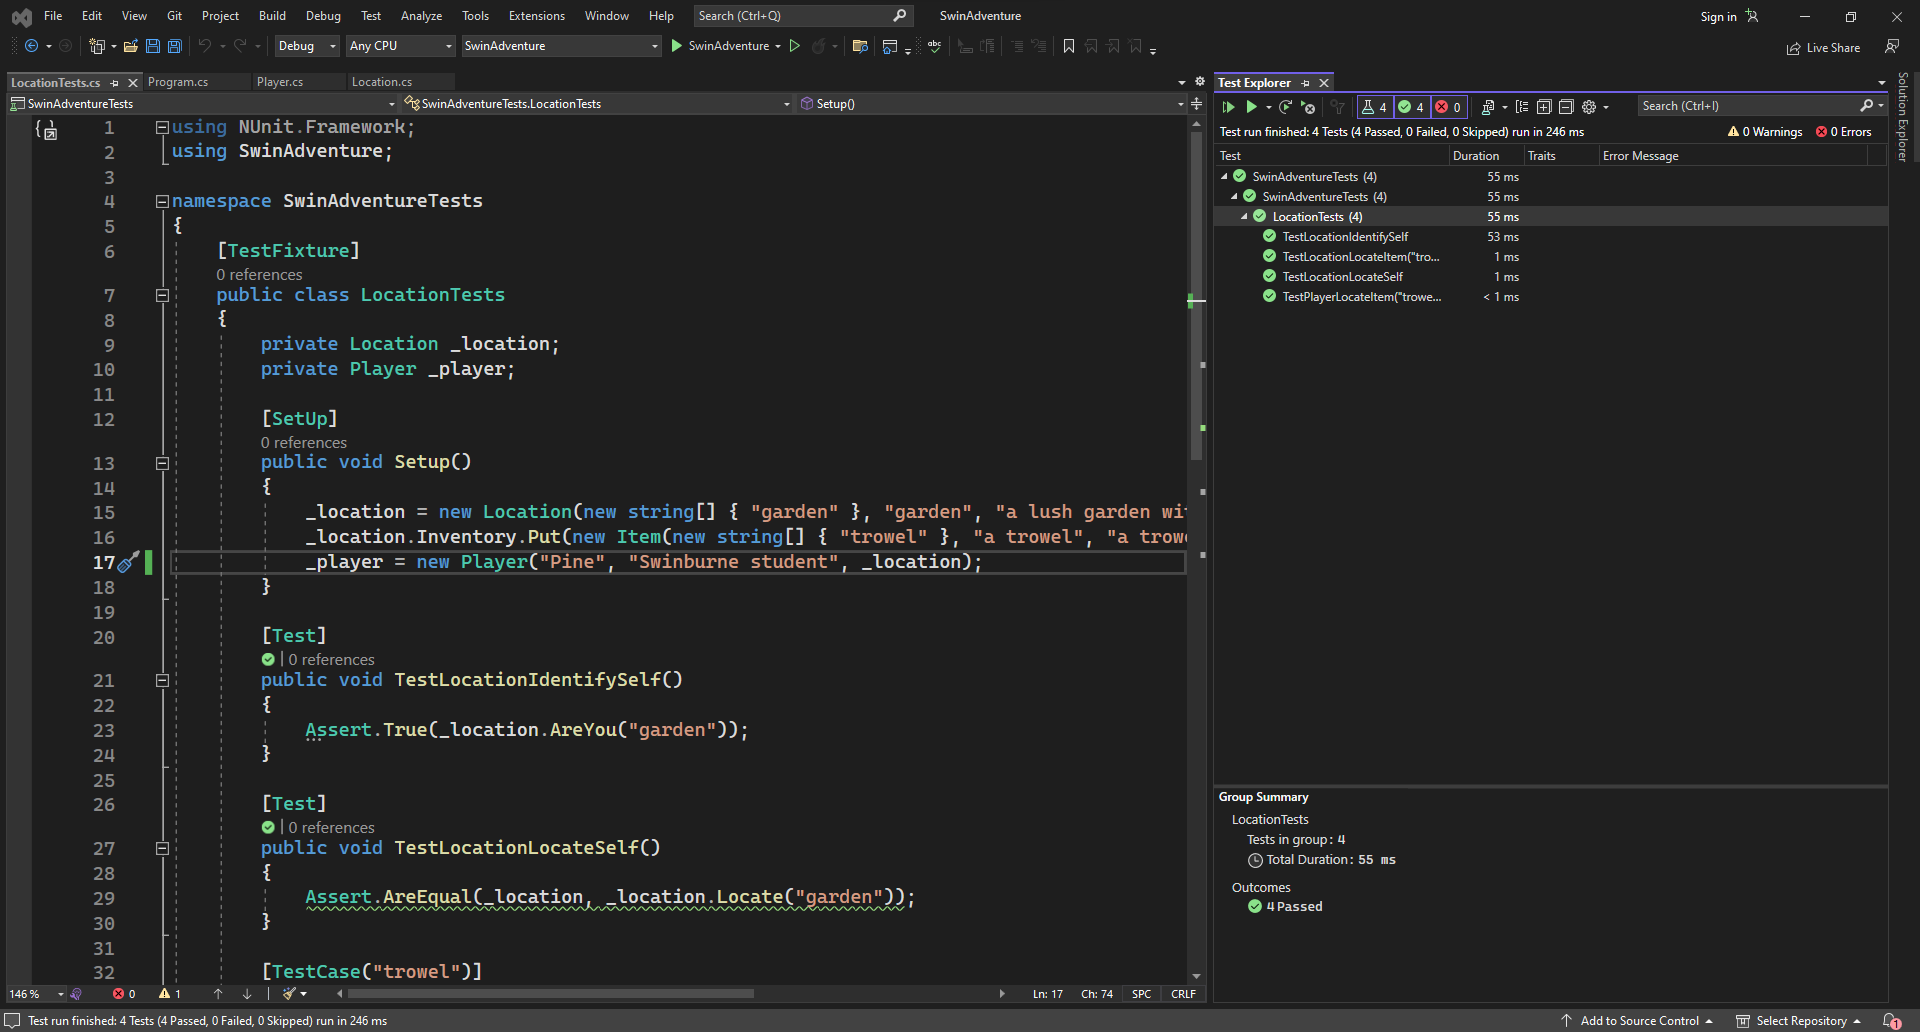 File Edit View Git Project Build Debug Test Analyze Tools Extensions Window Help Search (Ctrl+Q) SwinAdventure Sign in
Debug Any CPU SwinAdventure SwinAdventure Live Share
LocationTests.cs Program.cs Player.cs Location.cs
SwinAdventureTests SwinAdventureTests.LocationTests Setup()
1 using NUnit.Framework;
2 using SwinAdventure;
3
4 namespace SwinAdventureTests
5 {
6 [TestFixture]
0 references
7 public class LocationTests
8 {
9 private Location _location;
10 private Player _player;
11
12 [SetUp]
0 references
13 public void Setup()
14 {
15 _location = new Location(new string[] { "garden" }, "garden", "a lush garden wi
16 _location.Inventory.Put(new Item(new string[] { "trowel" }, "a trowel", "a trow
17 _player = new Player("Pine", "Swinburne student", _location);
18 }
19
20 [Test]
0 references
21 public void TestLocationIdentifySelf()
22 {
23 Assert.True(_location.AreYou("garden"));
24 }
25
26 [Test]
0 references
27 public void TestLocationLocateSelf()
28 {
29 Assert.AreEqual(_location, _location.Locate("garden"));
30 }
31
32 [TestCase("trowel")]
146 % 0 1 Ln: 17 Ch: 74 SPC CRLF
Test Explorer
4 4 0 Search (Ctrl+I)
Test run finished: 4 Tests (4 Passed, 0 Failed, 0 Skipped) run in 246 ms 0 Warnings 0 Errors
Test Duration Traits Error Message
SwinAdventureTests (4) 55 ms
SwinAdventureTests (4) 55 ms
LocationTests (4) 55 ms
TestLocationIdentifySelf 53 ms
TestLocationLocateItem("tro... 1 ms
TestLocationLocateSelf 1 ms
TestPlayerLocateItem("trowe... < 1 ms
Group Summary
LocationTests
Tests in group: 4
Total Duration: 55 ms
Outcomes
4 Passed
Solution Explorer
Test run finished: 4 Tests (4 Passed, 0 Failed, 0 Skipped) run in 246 ms Add to Source Control Select Repository 1